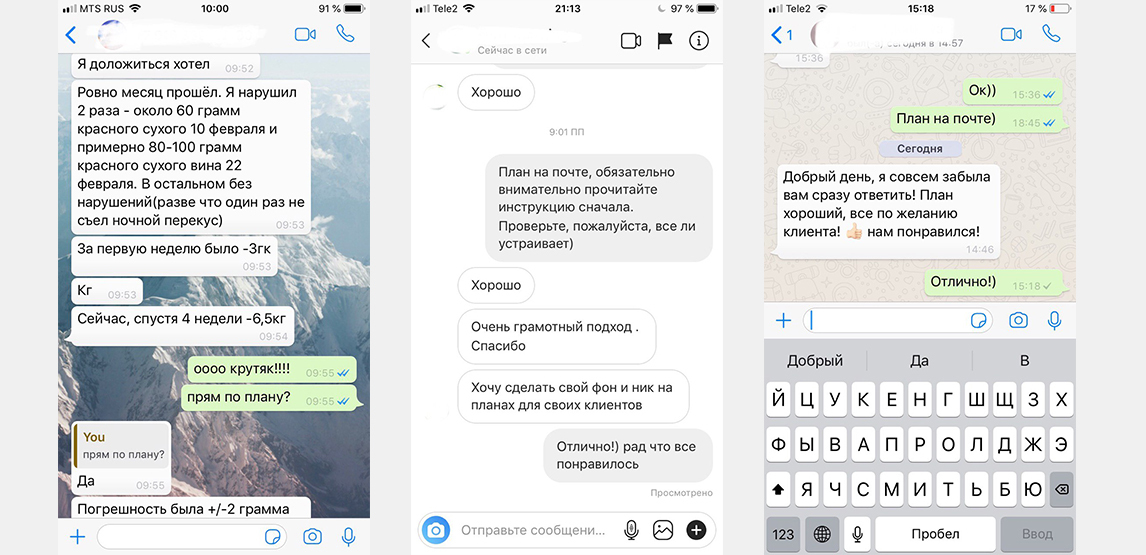 MTS RUS
10:00
91 %
Я доложиться хотел
09:52
Ровно месяц прошёл. Я нарушил
2 раза - около 60 грамм
красного сухого 10 февраля и
примерно 80-100 грамм
красного сухого вина 22
февраля. В остальном без
нарушений(разве что один раз не
съел ночной перекус)
09:53
За первую неделю было -3гк
09:53
Кг
09:53
Сейчас, спустя 4 недели -6,5кг
09:54
оооо крутяк!!!!
09:55
прям по плану?
09:55
You
прям по плану?
Да
09:55
Погрешность была +/-2 грамма
Tele2
21:13
97 %
Сейчас в сети
Хорошо
9:01 ПП
План на почте, обязательно
внимательно прочитайте
инструкцию сначала.
Проверьте, пожалуйста, все ли
устраивает)
Хорошо
Очень грамотный подход .
Спасибо
Хочу сделать свой фон и ник на
планах для своих клиентов
Отлично!) рад что все
понравилось
Просмотрено
Отправьте сообщени...
Tele2
15:18
17 %
1
сегодня в 14:57
15:36
Ок))
15:36
План на почте)
18:45
Сегодня
Добрый день, я совсем забыла
вам сразу ответить! План
хороший, все по желанию
клиента! 👍🏻 нам понравился!
14:46
Отлично!)
15:18
Добрый Да В
Й Ц У К Е Н Г Ш Щ З Х
Ф Ы В А П Р О Л Д Ж Э
Я Ч С М И Т Ь Б Ю
123 Пробел Ввод